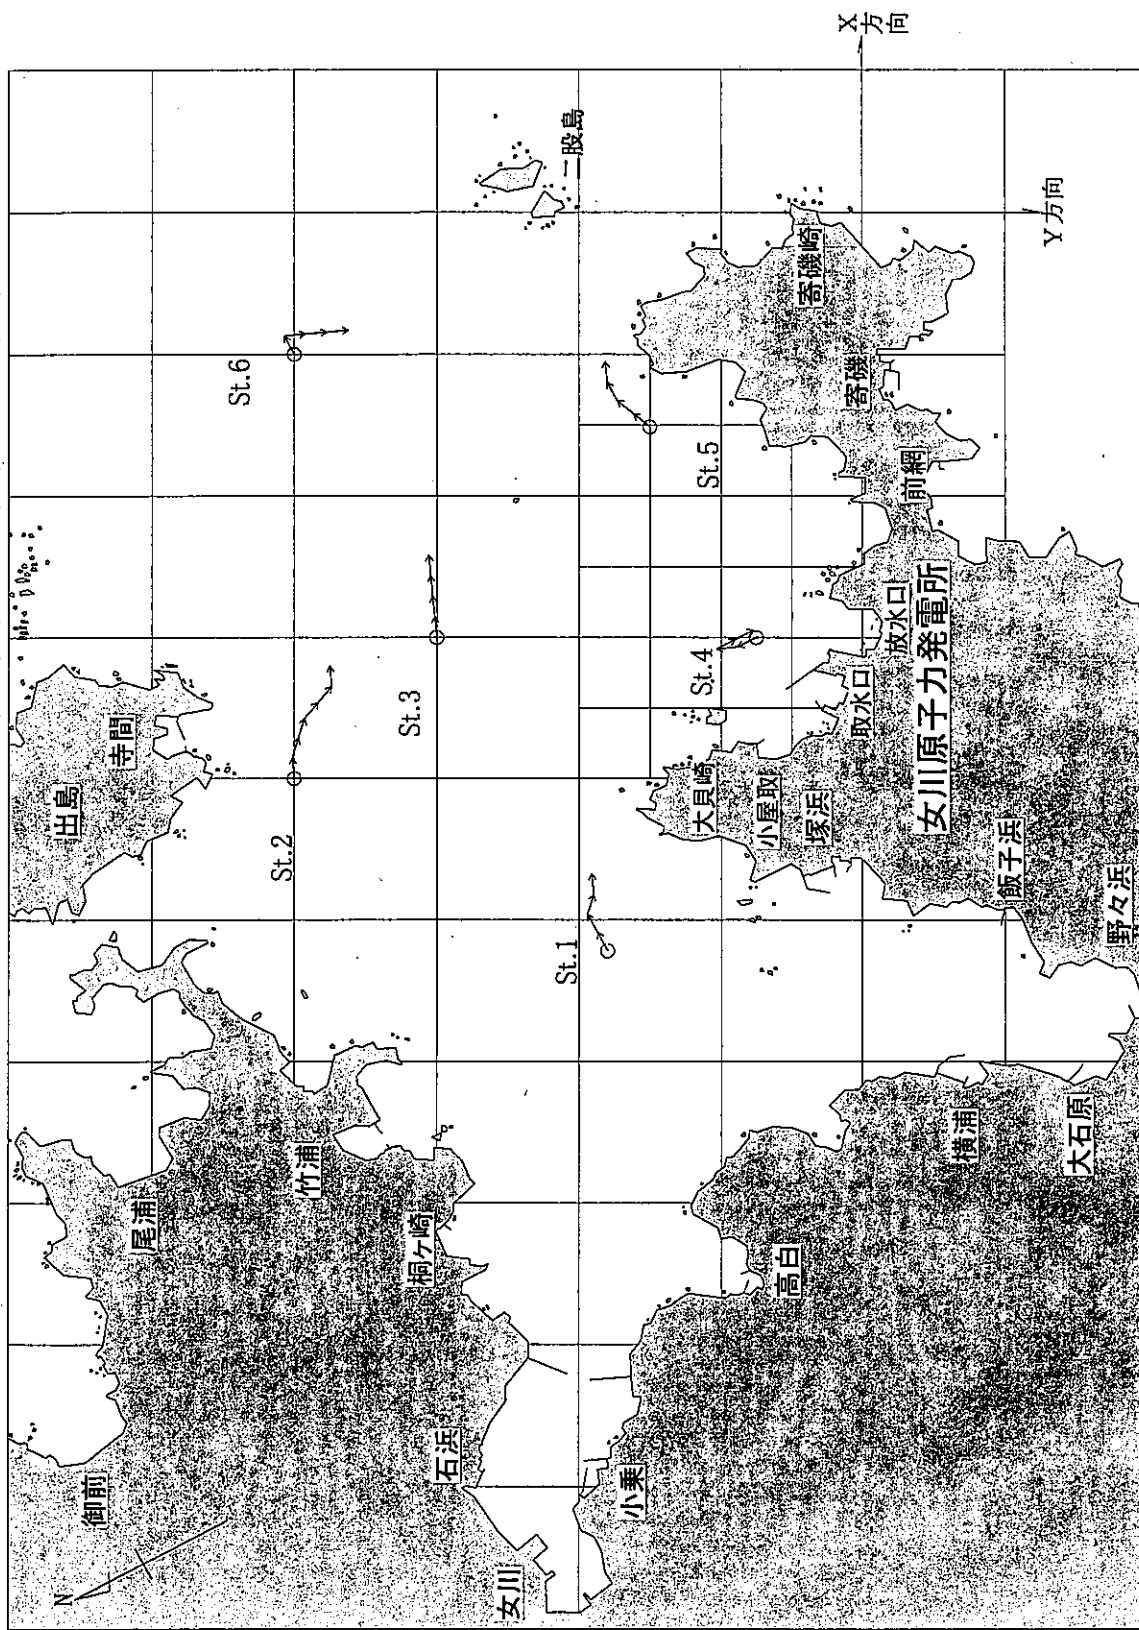 N
御前
尾浦
竹浦
桐ケ崎
石浜
女川
小乗
高白
横浦
大石原
野々浜
飯子浜
塚浜
小屋取
大貝崎
取水口
放水口
女川原子力発電所
前網
寄磯
寄磯崎
二股島
出島
寺間
St.1
St.2
St.3
St.4
St.5
St.6
X方向
Y方向